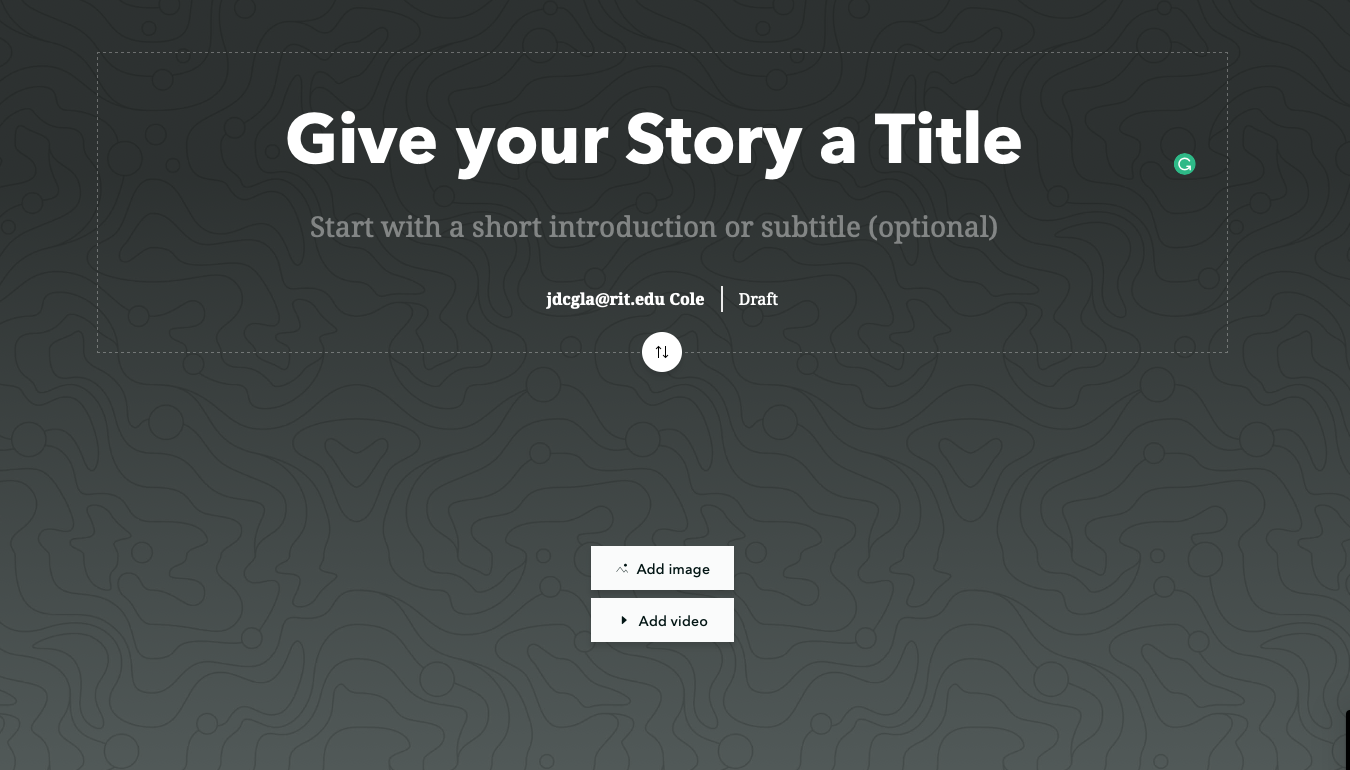 Give your Story a Title
Start with a short introduction or subtitle (optional)
jdcgla@rit.edu Cole | Draft
Add image
Add video